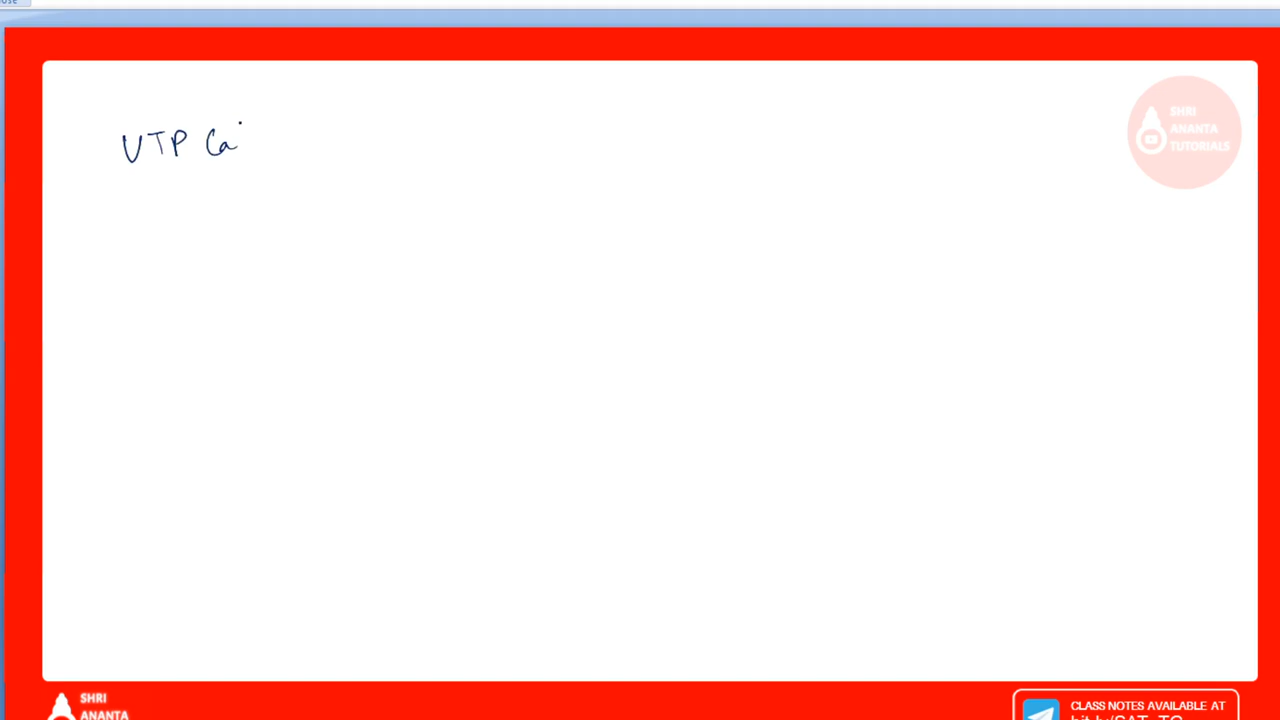 UTP Ca
SHRI
ANANTA
TUTORIALS
SHRI
ANANTA
CLASS NOTES AVAILABLE AT